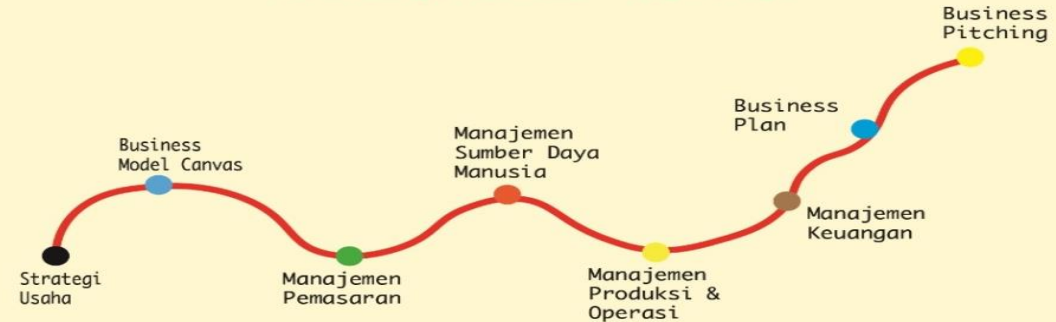 Strategi
Usaha
Business
Model Canvas
Manajemen
Pemasaran
Manajemen
Sumber Daya
Manusia
Manajemen
Produksi &
Operasi
Manajemen
Keuangan
Business
Plan
Business
Pitching